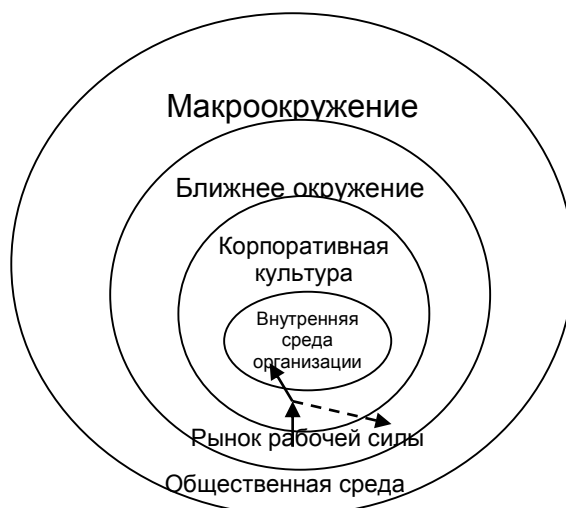 Макроокружение
Ближнее окружение
Корпоративная
культура
Внутренняя
среда
организации
Рынок рабочей силы
Общественная среда